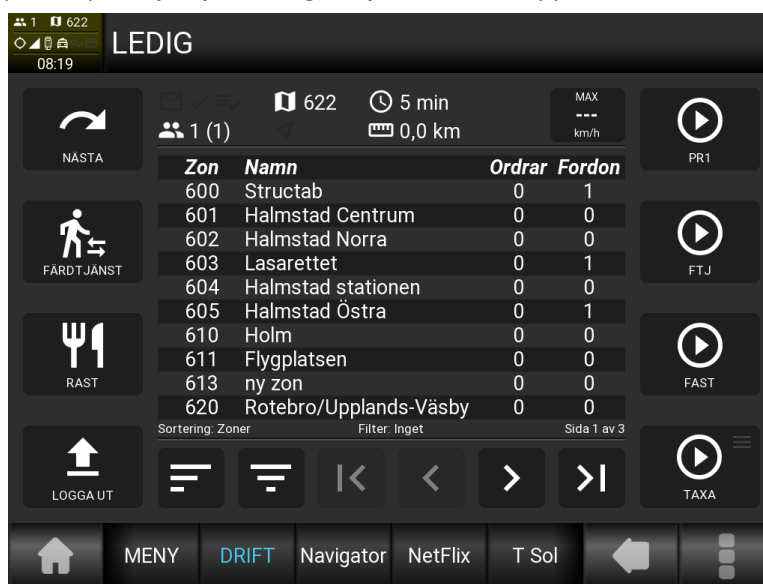 1 622
08:19
LEDIG
622 5 min
1 (1) 0,0 km
MAX
---
km/h
NÄSTA
FÄRDTJÄNST
RAST
LOGGA UT
Zon Namn Ordrar Fordon
600 Structab 0 1
601 Halmstad Centrum 0 0
602 Halmstad Norra 0 0
603 Lasarettet 0 1
604 Halmstad stationen 0 0
605 Halmstad Östra 0 1
610 Holm 0 0
611 Flygplatsen 0 0
613 ny zon 0 0
620 Rotebro/Upplands-Väsby 0 0
Sortering: Zoner Filter: Inget Sida 1 av 3
PR1
FTJ
FAST
TAXA
MENY DRIFT Navigator NetFlix T Sol